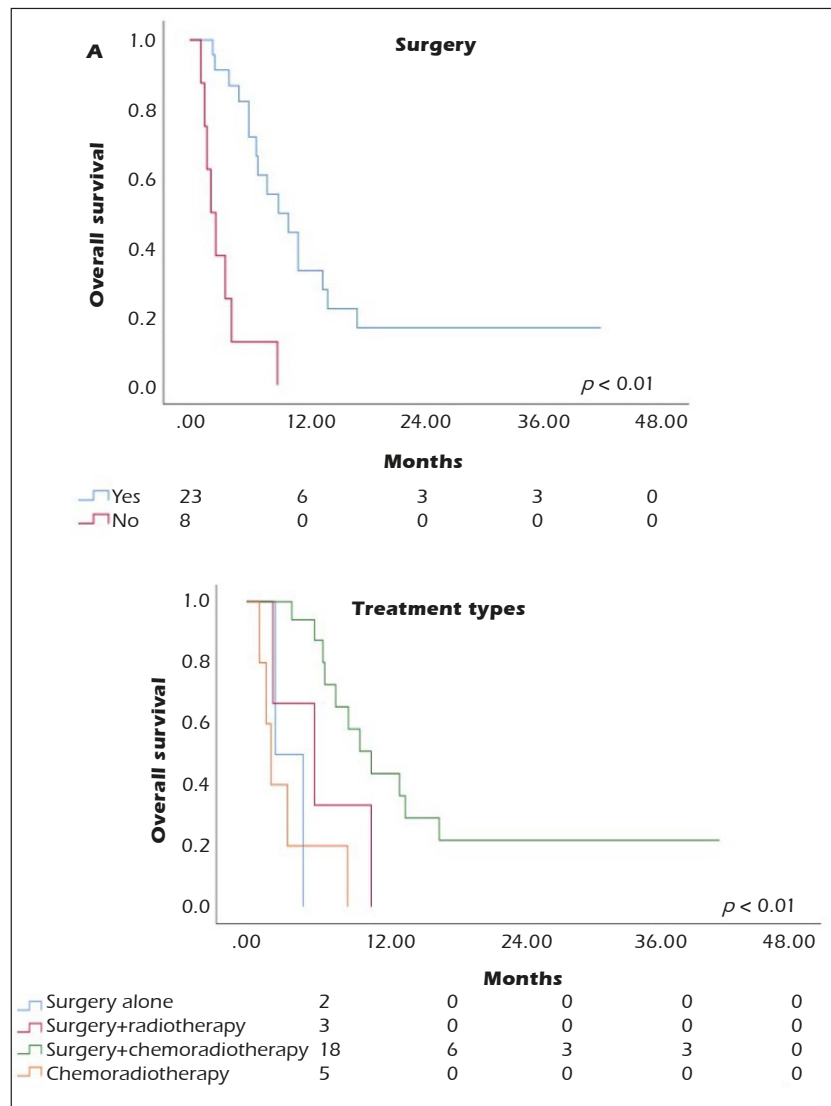 A
Surgery
Overall survival
1.0
0.8
0.6
0.4
0.2
0.0
p < 0.01
.00 12.00 24.00 36.00 48.00
Months
Yes 23 6 3 3 0
No 8 0 0 0 0
Treatment types
Overall survival
1.0
0.8
0.6
0.4
0.2
0.0
p < 0.01
.00 12.00 24.00 36.00 48.00
Months
Surgery alone 2 0 0 0 0
Surgery+radiotherapy 3 0 0 0 0
Surgery+chemoradiotherapy 18 6 3 3 0
Chemoradiotherapy 5 0 0 0 0